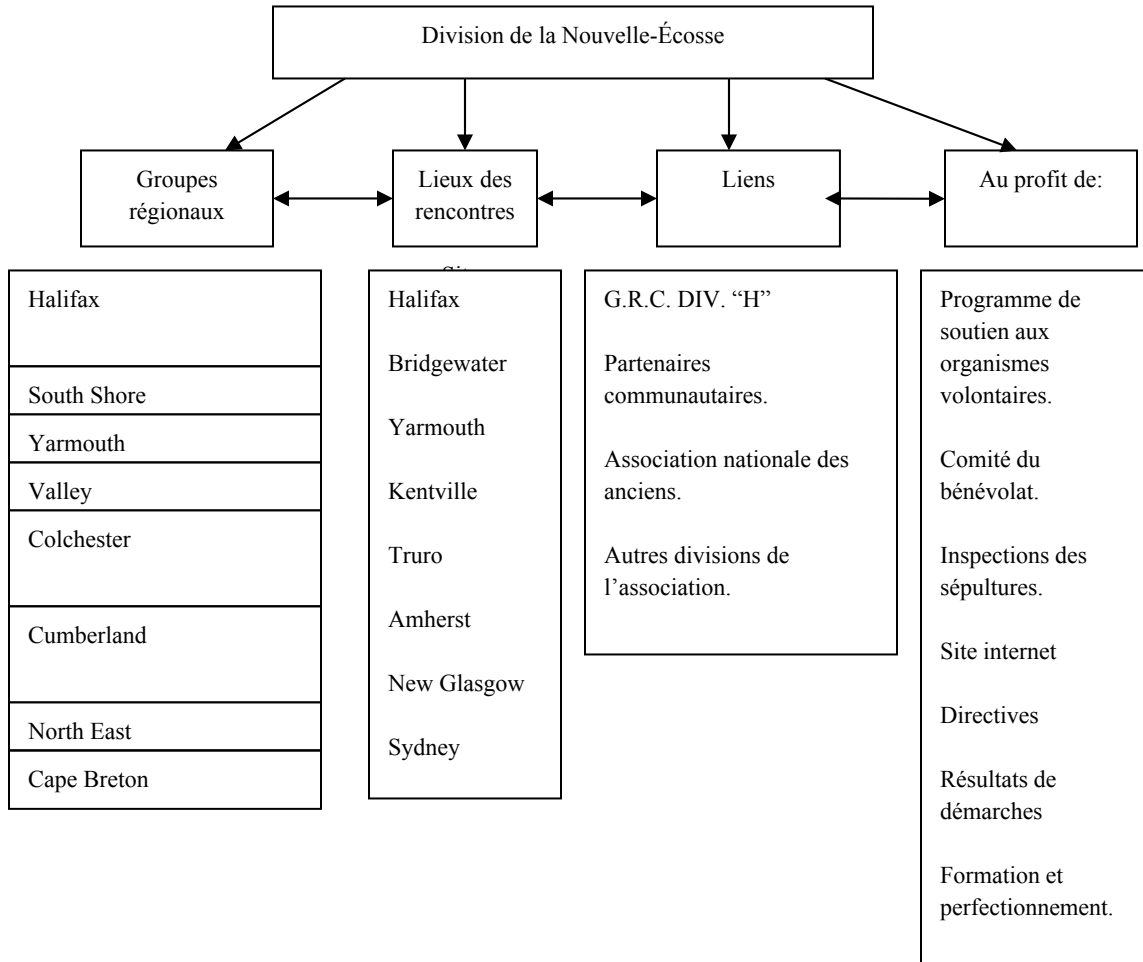 Division de la Nouvelle-Écosse
Groupes
régionaux
Lieux des
rencontres
Liens
Au profit de:
Halifax
South Shore
Yarmouth
Valley
Colchester
Cumberland
North East
Cape Breton
Halifax
Bridgewater
Yarmouth
Kentville
Truro
Amherst
New Glasgow
Sydney
G.R.C. DIV. “H”
Partenaires
communautaires.
Association nationale des
anciens.
Autres divisions de
l’association.
Programme de
soutien aux
organismes
volontaires.
Comité du
bénévolat.
Inspections des
sépultures.
Site internet
Directives
Résultats de
démarches
Formation et
perfectionnement.